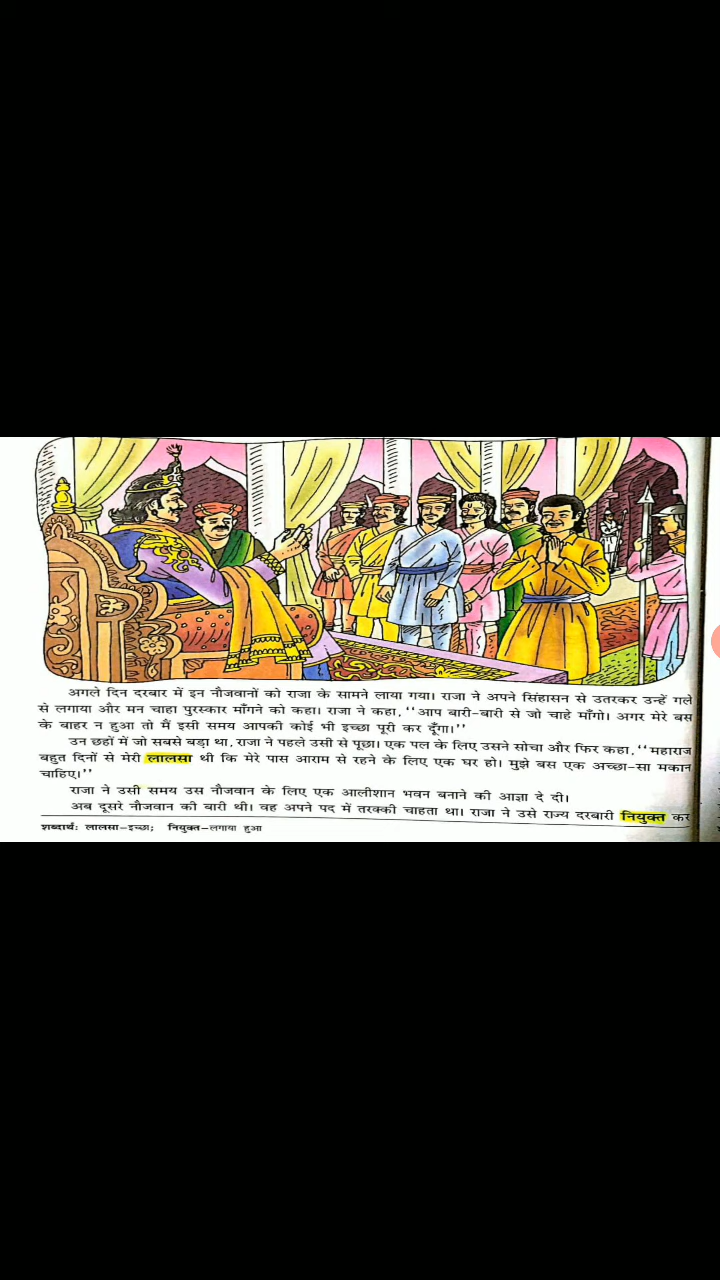 अगले दिन दरबार में इन नौजवानों को राजा के सामने लाया गया। राजा ने अपने सिंहासन से उतरकर उन्हें गले
से लगाया और मन चाहा पुरस्कार माँगने को कहा। राजा ने कहा, ‘‘आप बारी-बारी से जो चाहे माँगो। अगर मेरे बस
के बाहर न हुआ तो मैं इसी समय आपकी कोई भी इच्छा पूरी कर दूँगा।’’
उन छहों में जो सबसे बड़ा था, राजा ने पहले उसी से पूछा। एक पल के लिए उसने सोचा और फिर कहा, ‘‘महाराज
बहुत दिनों से मेरी लालसा थी कि मेरे पास आराम से रहने के लिए एक घर हो। मुझे बस एक अच्छा-सा मकान
चाहिए।’’
राजा ने उसी समय उस नौजवान के लिए एक आलीशान भवन बनाने की आज्ञा दे दी।
अब दूसरे नौजवान की बारी थी। वह अपने पद में तरक्की चाहता था। राजा ने उसे राज्य दरबारी नियुक्त कर
शब्दार्थ: लालसा-इच्छा; नियुक्त-लगाया हुआ